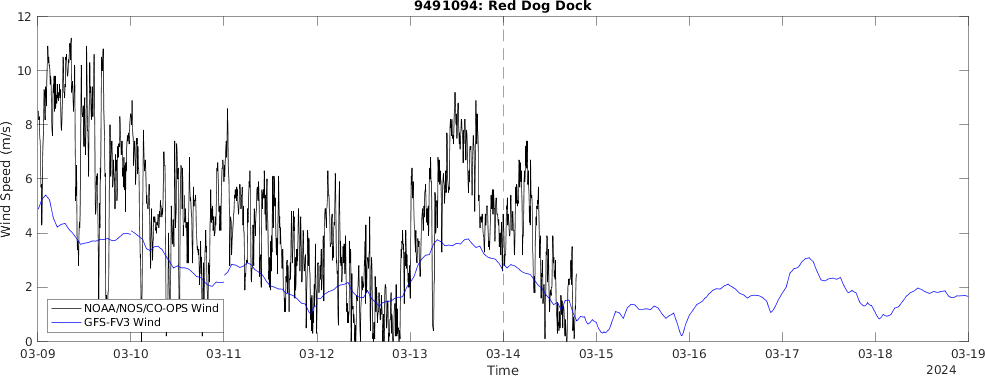 9491094: Red Dog Dock
12
10
8
6
4
2
0
Wind Speed (m/s)
NOAA/NOS/CO-OPS Wind
GFS-FV3 Wind
03-09 03-10 03-11 03-12 03-13 03-14 03-15 03-16 03-17 03-18 03-19
Time
2024